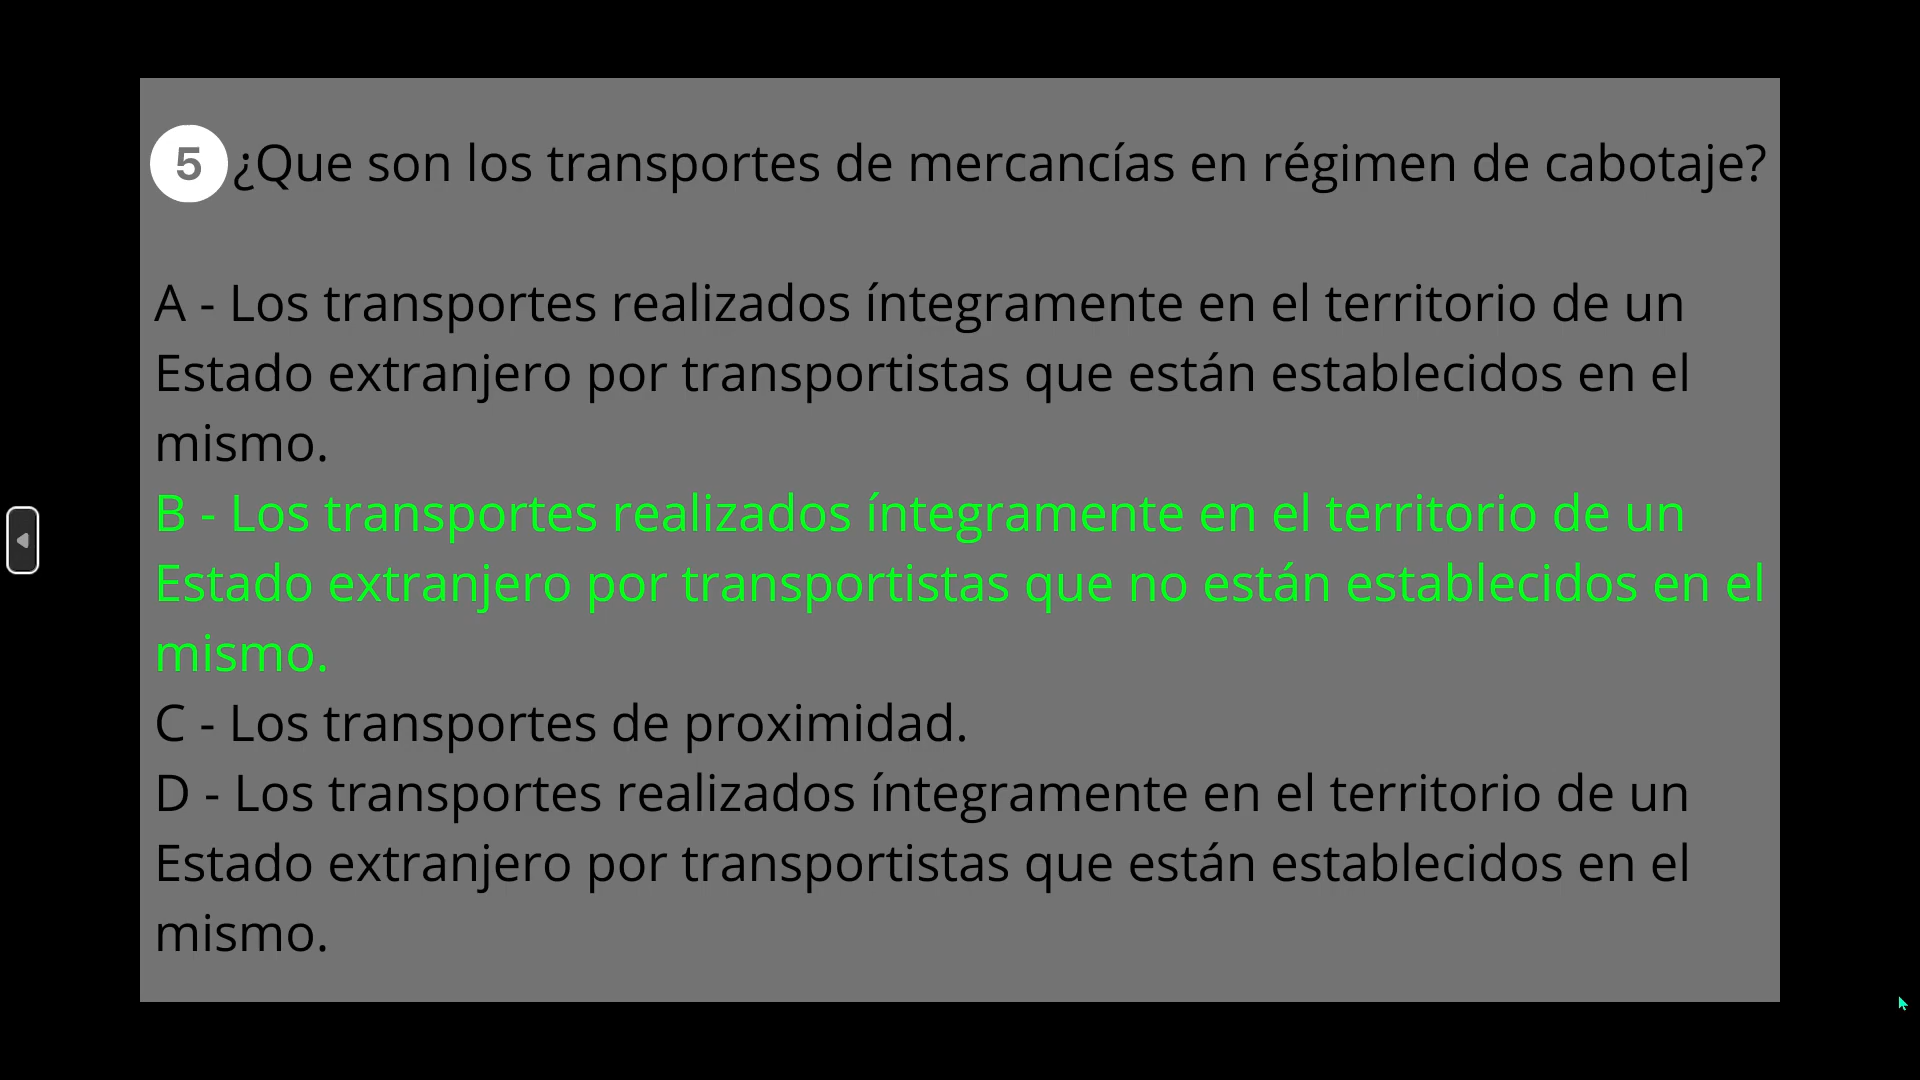 5 ¿Que son los transportes de mercancías en régimen de cabotaje?
A - Los transportes realizados íntegramente en el territorio de un
Estado extranjero por transportistas que están establecidos en el
mismo.
B - Los transportes realizados íntegramente en el territorio de un
Estado extranjero por transportistas que no están establecidos en el
mismo.
C - Los transportes de proximidad.
D - Los transportes realizados íntegramente en el territorio de un
Estado extranjero por transportistas que están establecidos en el
mismo.